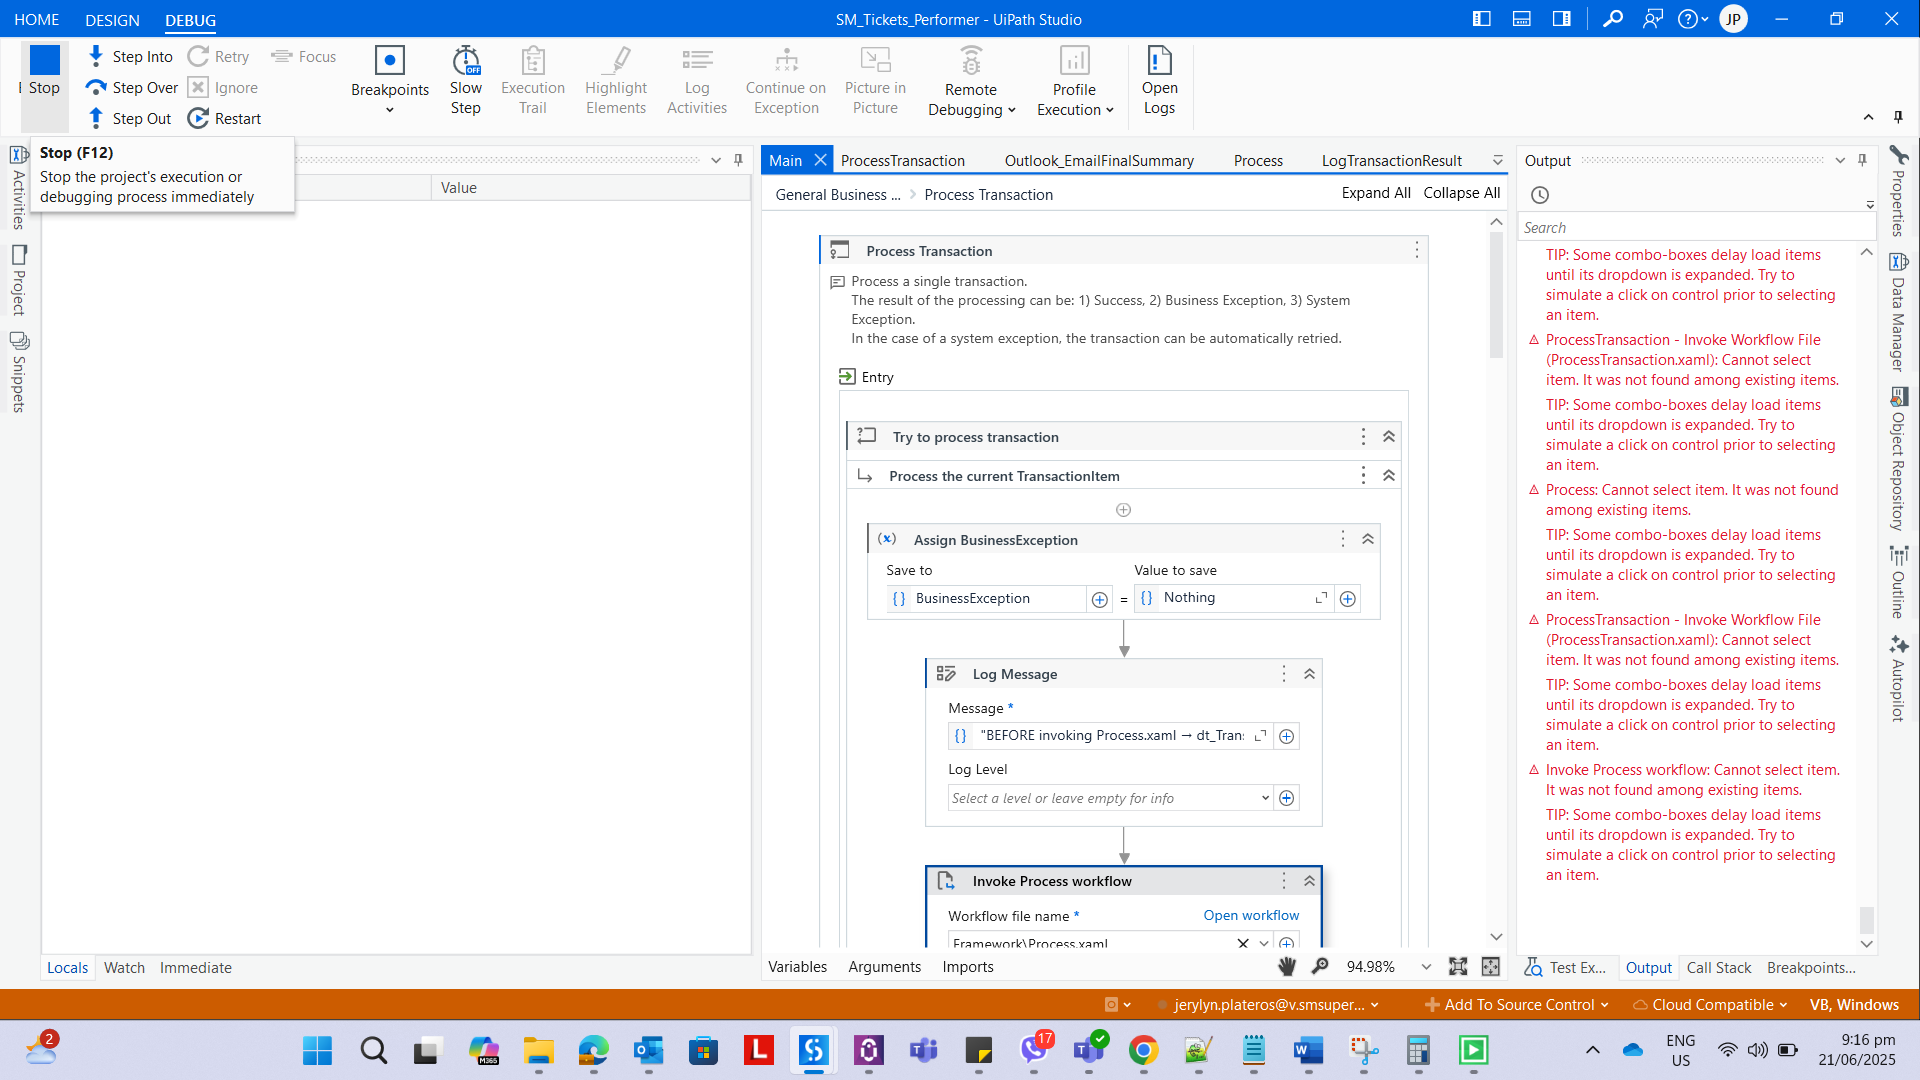 HOME
DESIGN
DEBUG
SM_Tickets_Performer - UiPath Studio
JP
Stop
Step Into
Step Over
Step Out
Retry
Ignore
Restart
Focus
Breakpoints
Slow
Step
OFF
Execution
Trail
Highlight
Elements
Log
Activities
Continue on
Exception
Picture in
Picture
Remote
Debugging
Profile
Execution
Open
Logs
Stop (F12)
Stop the project's execution or
debugging process immediately
Value
Activities
Project
Snippets
Locals
Watch
Immediate
Main
ProcessTransaction
Outlook_EmailFinalSummary
Process
LogTransactionResult
General Business ...
Process Transaction
Expand All
Collapse All
Process Transaction
Process a single transaction.
The result of the processing can be: 1) Success, 2) Business Exception, 3) System
Exception.
In the case of a system exception, the transaction can be automatically retried.
Entry
Try to process transaction
Process the current TransactionItem
(x)
Assign BusinessException
Save to
Value to save
{} BusinessException
=
{} Nothing
Log Message
Message *
{} "BEFORE invoking Process.xaml → dt_Tran
Log Level
Select a level or leave empty for info
Invoke Process workflow
Workflow file name *
Open workflow
Framework\Process.xaml
Variables
Arguments
Imports
94.98%
Output
Search
TIP: Some combo-boxes delay load items
until its dropdown is expanded. Try to
simulate a click on control prior to selecting
an item.
ProcessTransaction - Invoke Workflow File
(ProcessTransaction.xaml): Cannot select
item. It was not found among existing items.
TIP: Some combo-boxes delay load items
until its dropdown is expanded. Try to
simulate a click on control prior to selecting
an item.
Process: Cannot select item. It was not found
among existing items.
TIP: Some combo-boxes delay load items
until its dropdown is expanded. Try to
simulate a click on control prior to selecting
an item.
ProcessTransaction - Invoke Workflow File
(ProcessTransaction.xaml): Cannot select
item. It was not found among existing items.
TIP: Some combo-boxes delay load items
until its dropdown is expanded. Try to
simulate a click on control prior to selecting
an item.
Invoke Process workflow: Cannot select item.
It was not found among existing items.
TIP: Some combo-boxes delay load items
until its dropdown is expanded. Try to
simulate a click on control prior to selecting
an item.
Test Ex...
Output
Call Stack
Breakpoints...
Properties
Data Manager
Object Repository
Outline
Autopilot
jerylyn.plateros@v.smsuper...
Add To Source Control
Cloud Compatible
VB, Windows
2
M365
17
ENG
US
9:16 pm
21/06/2025